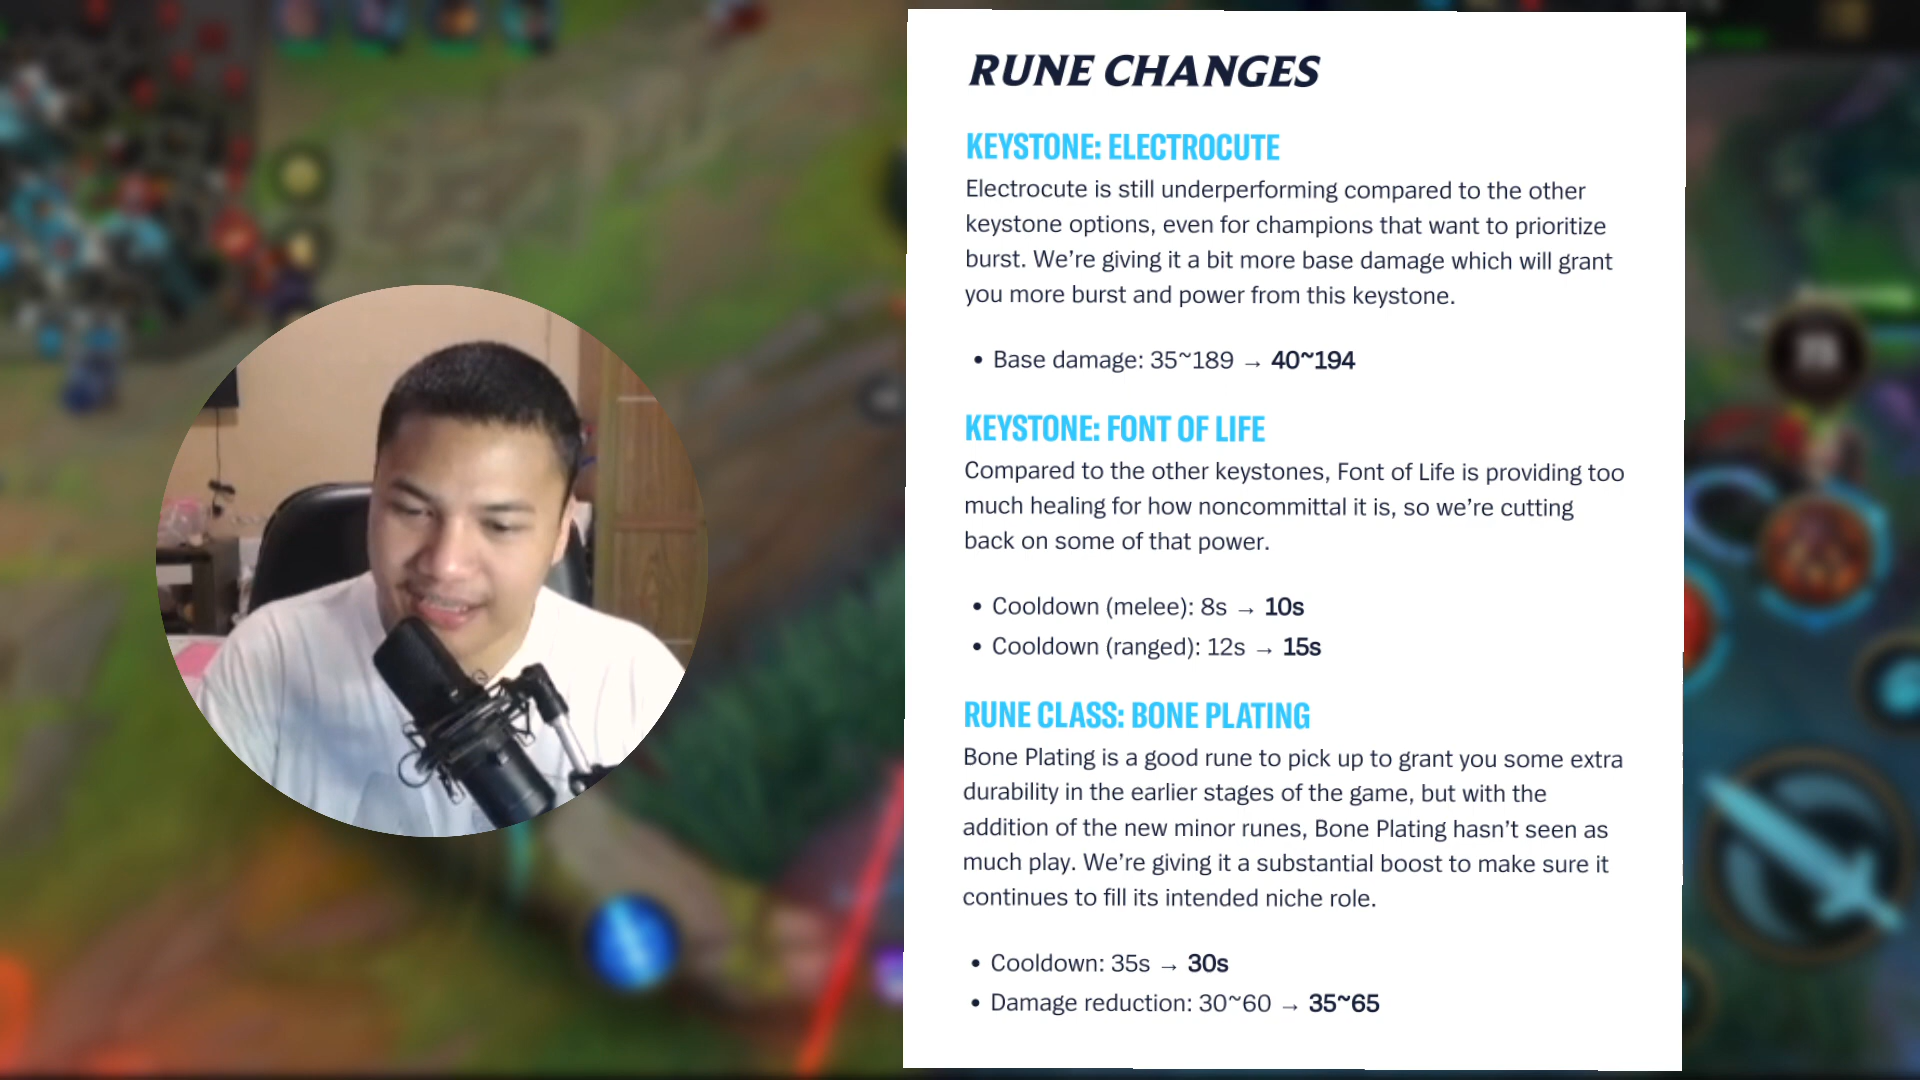 RUNE CHANGES
KEYSTONE: ELECTROCUTE
Electrocute is still underperforming compared to the other
keystone options, even for champions that want to prioritize
burst. We’re giving it a bit more base damage which will grant
you more burst and power from this keystone.
• Base damage: 35~189 → 40~194
KEYSTONE: FONT OF LIFE
Compared to the other keystones, Font of Life is providing too
much healing for how noncommittal it is, so we’re cutting
back on some of that power.
• Cooldown (melee): 8s → 10s
• Cooldown (ranged): 12s → 15s
RUNE CLASS: BONE PLATING
Bone Plating is a good rune to pick up to grant you some extra
durability in the earlier stages of the game, but with the
addition of the new minor runes, Bone Plating hasn’t seen as
much play. We’re giving it a substantial boost to make sure it
continues to fill its intended niche role.
• Cooldown: 35s → 30s
• Damage reduction: 30~60 → 35~65